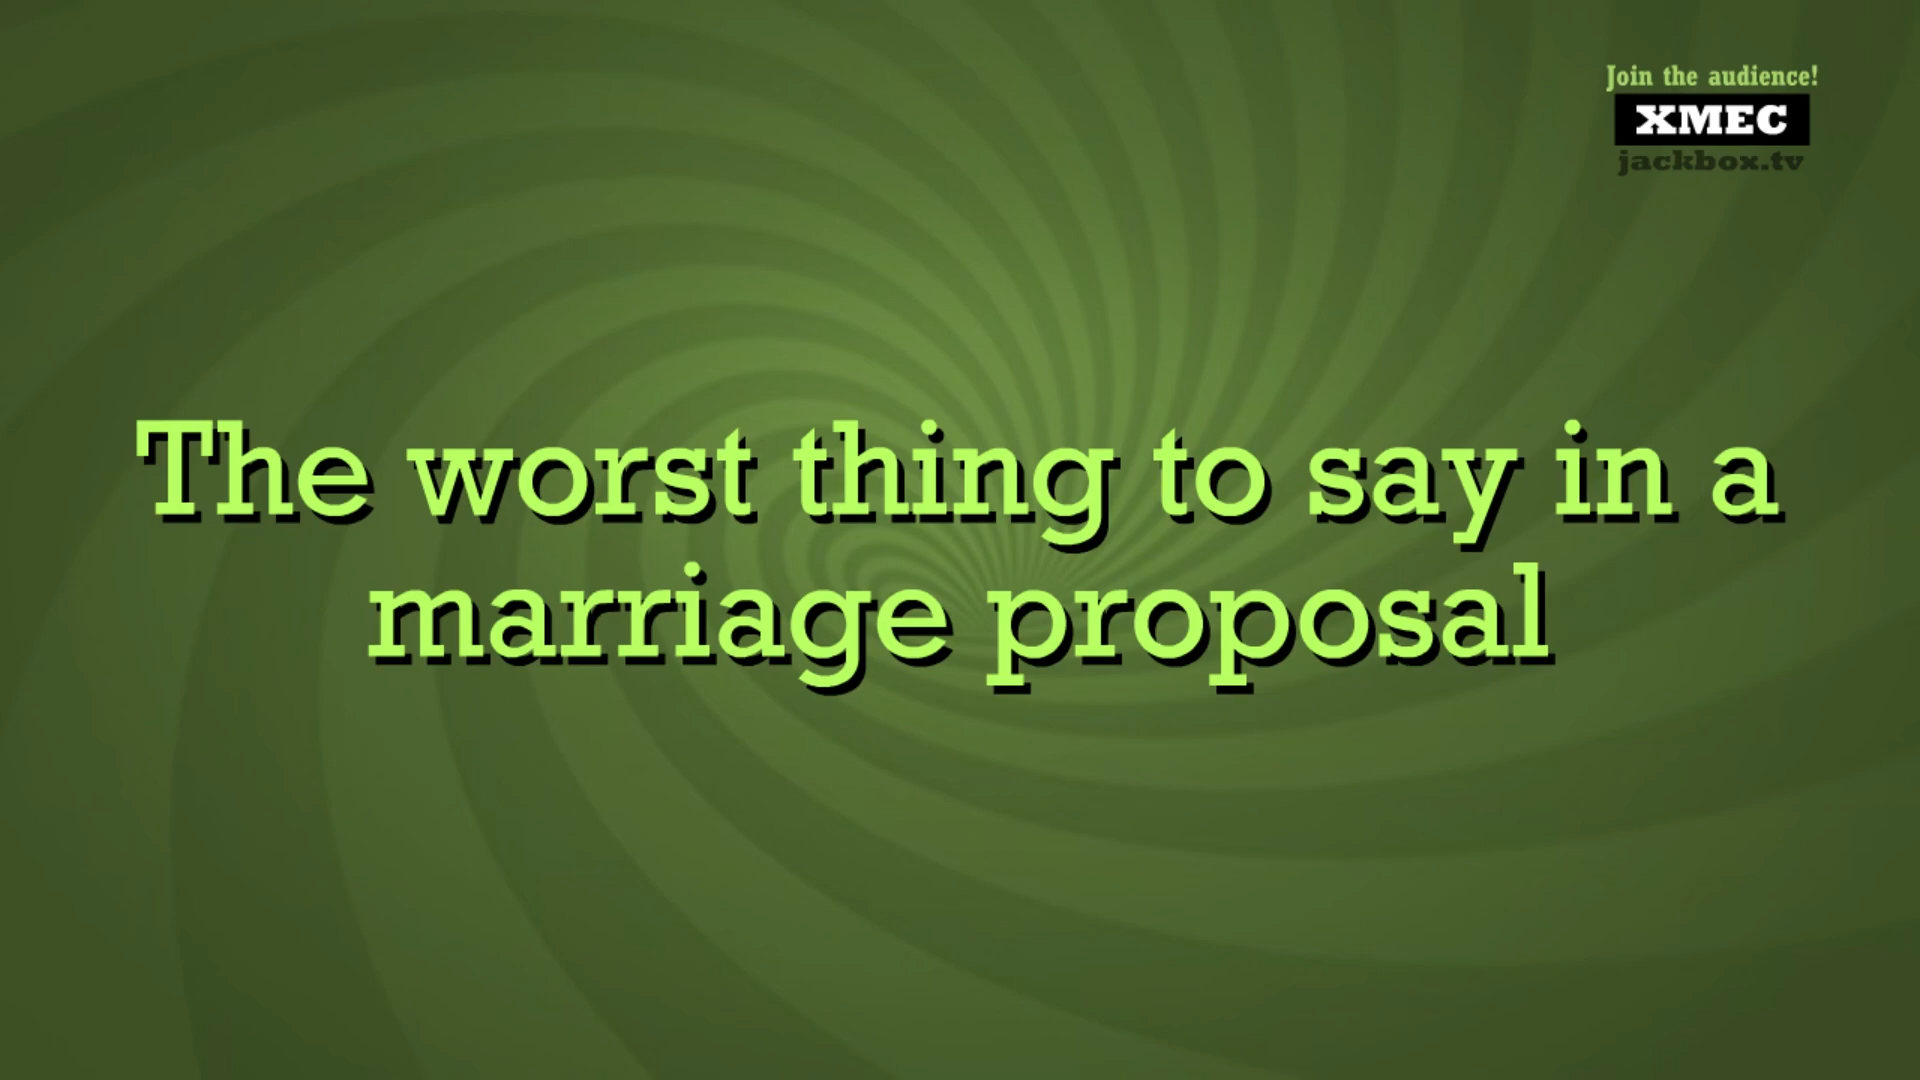 Join the audience!
XMEC
jackbox.tv
The worst thing to say in a
marriage proposal